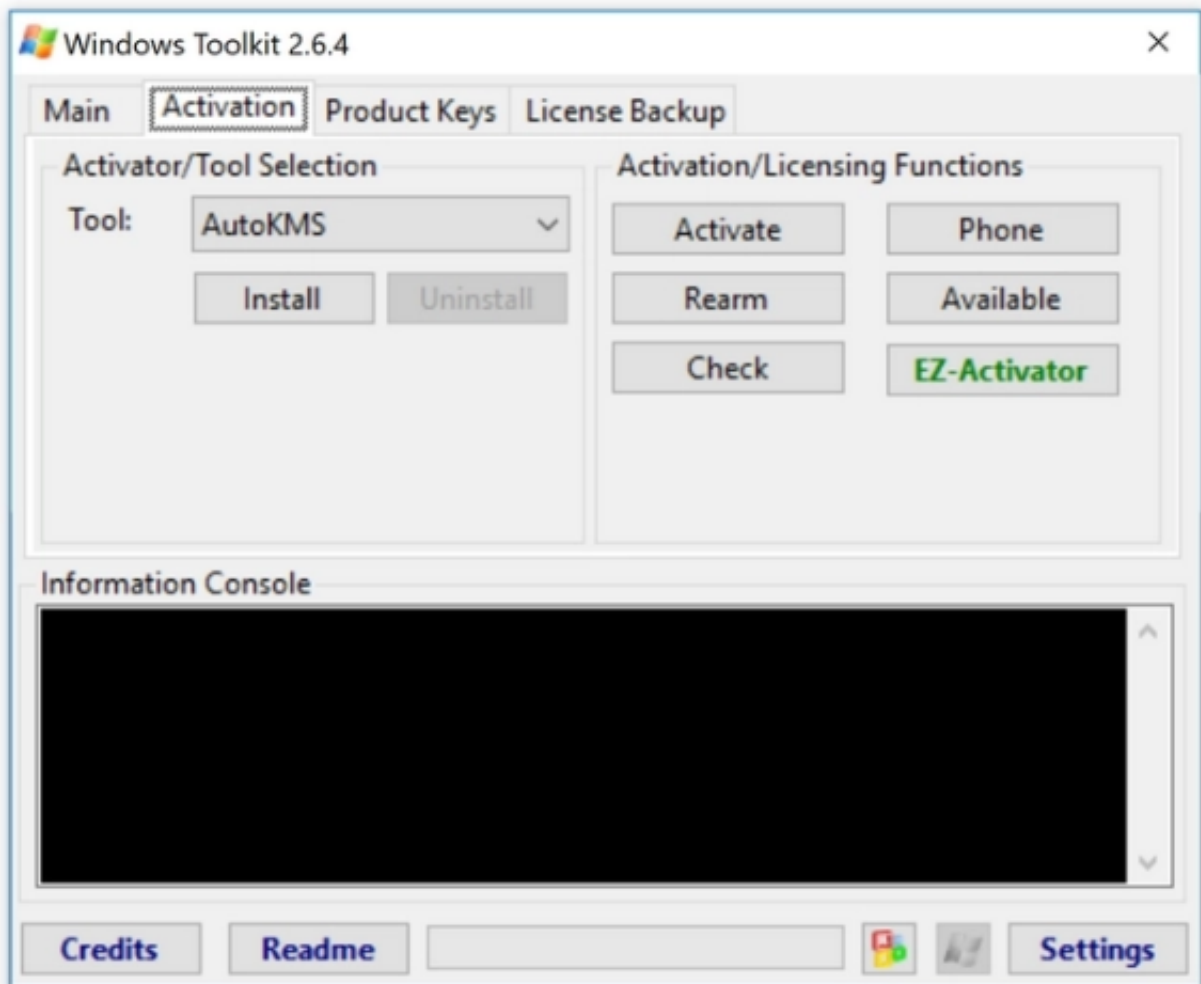 Windows Toolkit 2.6.4
Main Activation Product Keys License Backup
Activator/Tool Selection
Tool: AutoKMS
Install Uninstall
Activation/Licensing Functions
Activate Phone
Rearm Available
Check EZ-Activator
Information Console
Credits Readme Settings